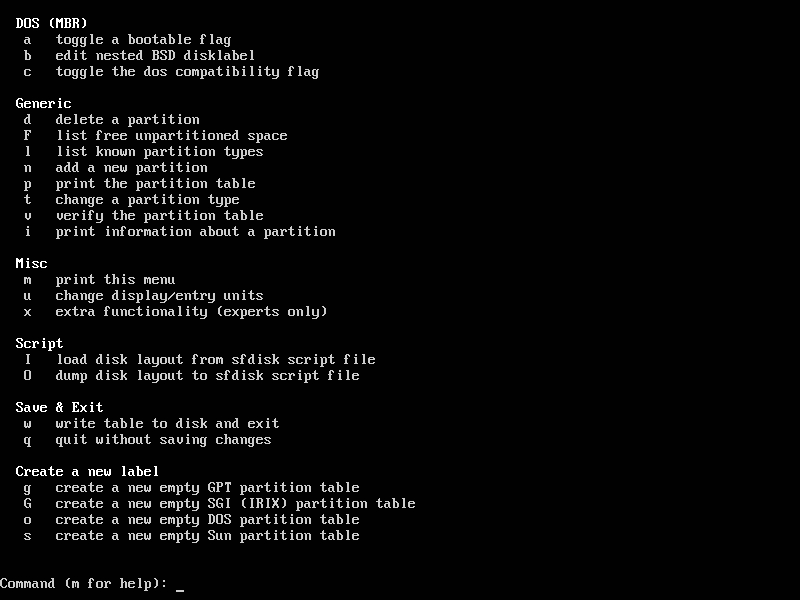 DOS (MBR)
a   toggle a bootable flag
b   edit nested BSD disklabel
c   toggle the dos compatibility flag
Generic
d   delete a partition
F   list free unpartitioned space
l   list known partition types
n   add a new partition
p   print the partition table
t   change a partition type
v   verify the partition table
i   print information about a partition
Misc
m   print this menu
u   change display/entry units
x   extra functionality (experts only)
Script
I   load disk layout from sfdisk script file
O   dump disk layout to sfdisk script file
Save & Exit
w   write table to disk and exit
q   quit without saving changes
Create a new label
g   create a new empty GPT partition table
G   create a new empty SGI (IRIX) partition table
o   create a new empty DOS partition table
s   create a new empty Sun partition table
Command (m for help): _